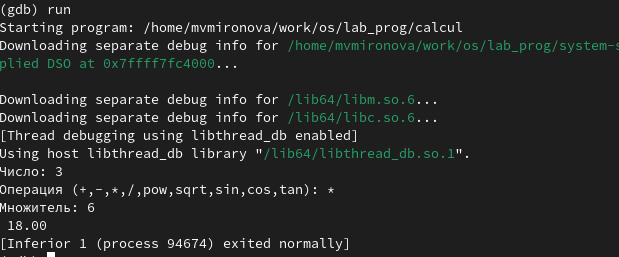 (gdb) run
Starting program: /home/mvmironova/work/os/lab_prog/calcul
Downloading separate debug info for /home/mvmironova/work/os/lab_prog/system-s
plied DSO at 0x7ffff7fc4000...
Downloading separate debug info for /lib64/libm.so.6...
Downloading separate debug info for /lib64/libc.so.6...
[Thread debugging using libthread_db enabled]
Using host libthread_db library "/lib64/libthread_db.so.1".
Число: 3
Операция (+,-,*,/,pow,sqrt,sin,cos,tan): *
Множитель: 6
18.00
[Inferior 1 (process 94674) exited normally]